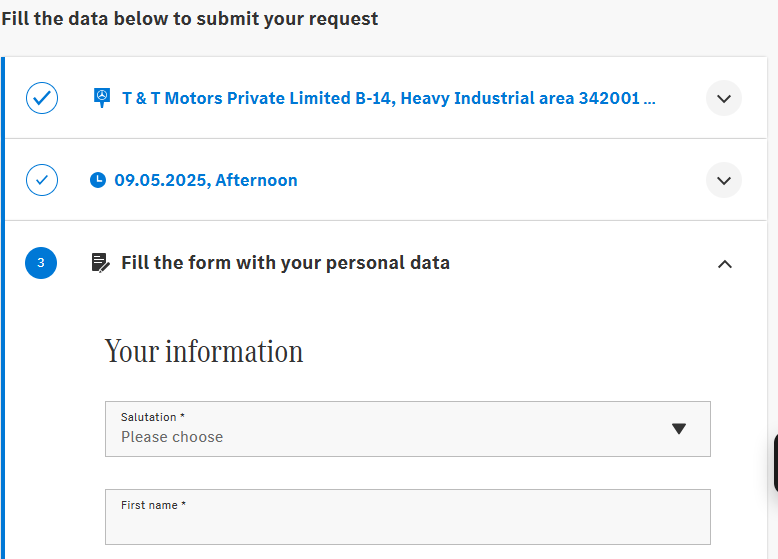 Fill the data below to submit your request
T & T Motors Private Limited B-14, Heavy Industrial area 342001 ...
09.05.2025, Afternoon
3
Fill the form with your personal data
Your information
Salutation *
Please choose
First name *